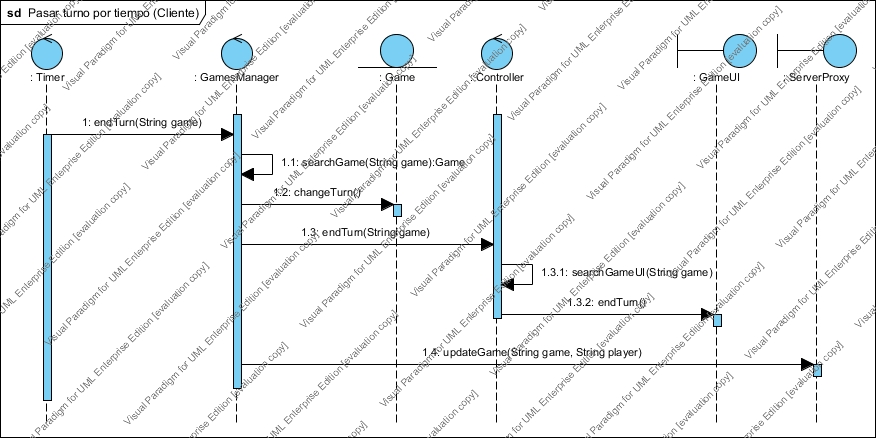 sd Pasar turno por tiempo (Cliente)
: Timer
: GamesManager
: Game
Controller
: GameUI
: ServerProxy
1: endTurn(String game)
1.1: searchGame(String game):Game
1.2: changeTurn()
1.3: endTurn(String game)
1.3.1: searchGameUI(String game)
1.3.2: endTurn()
1.4: updateGame(String game, String player)
Visual Paradigm for UML Enterprise Edition [evaluation copy]